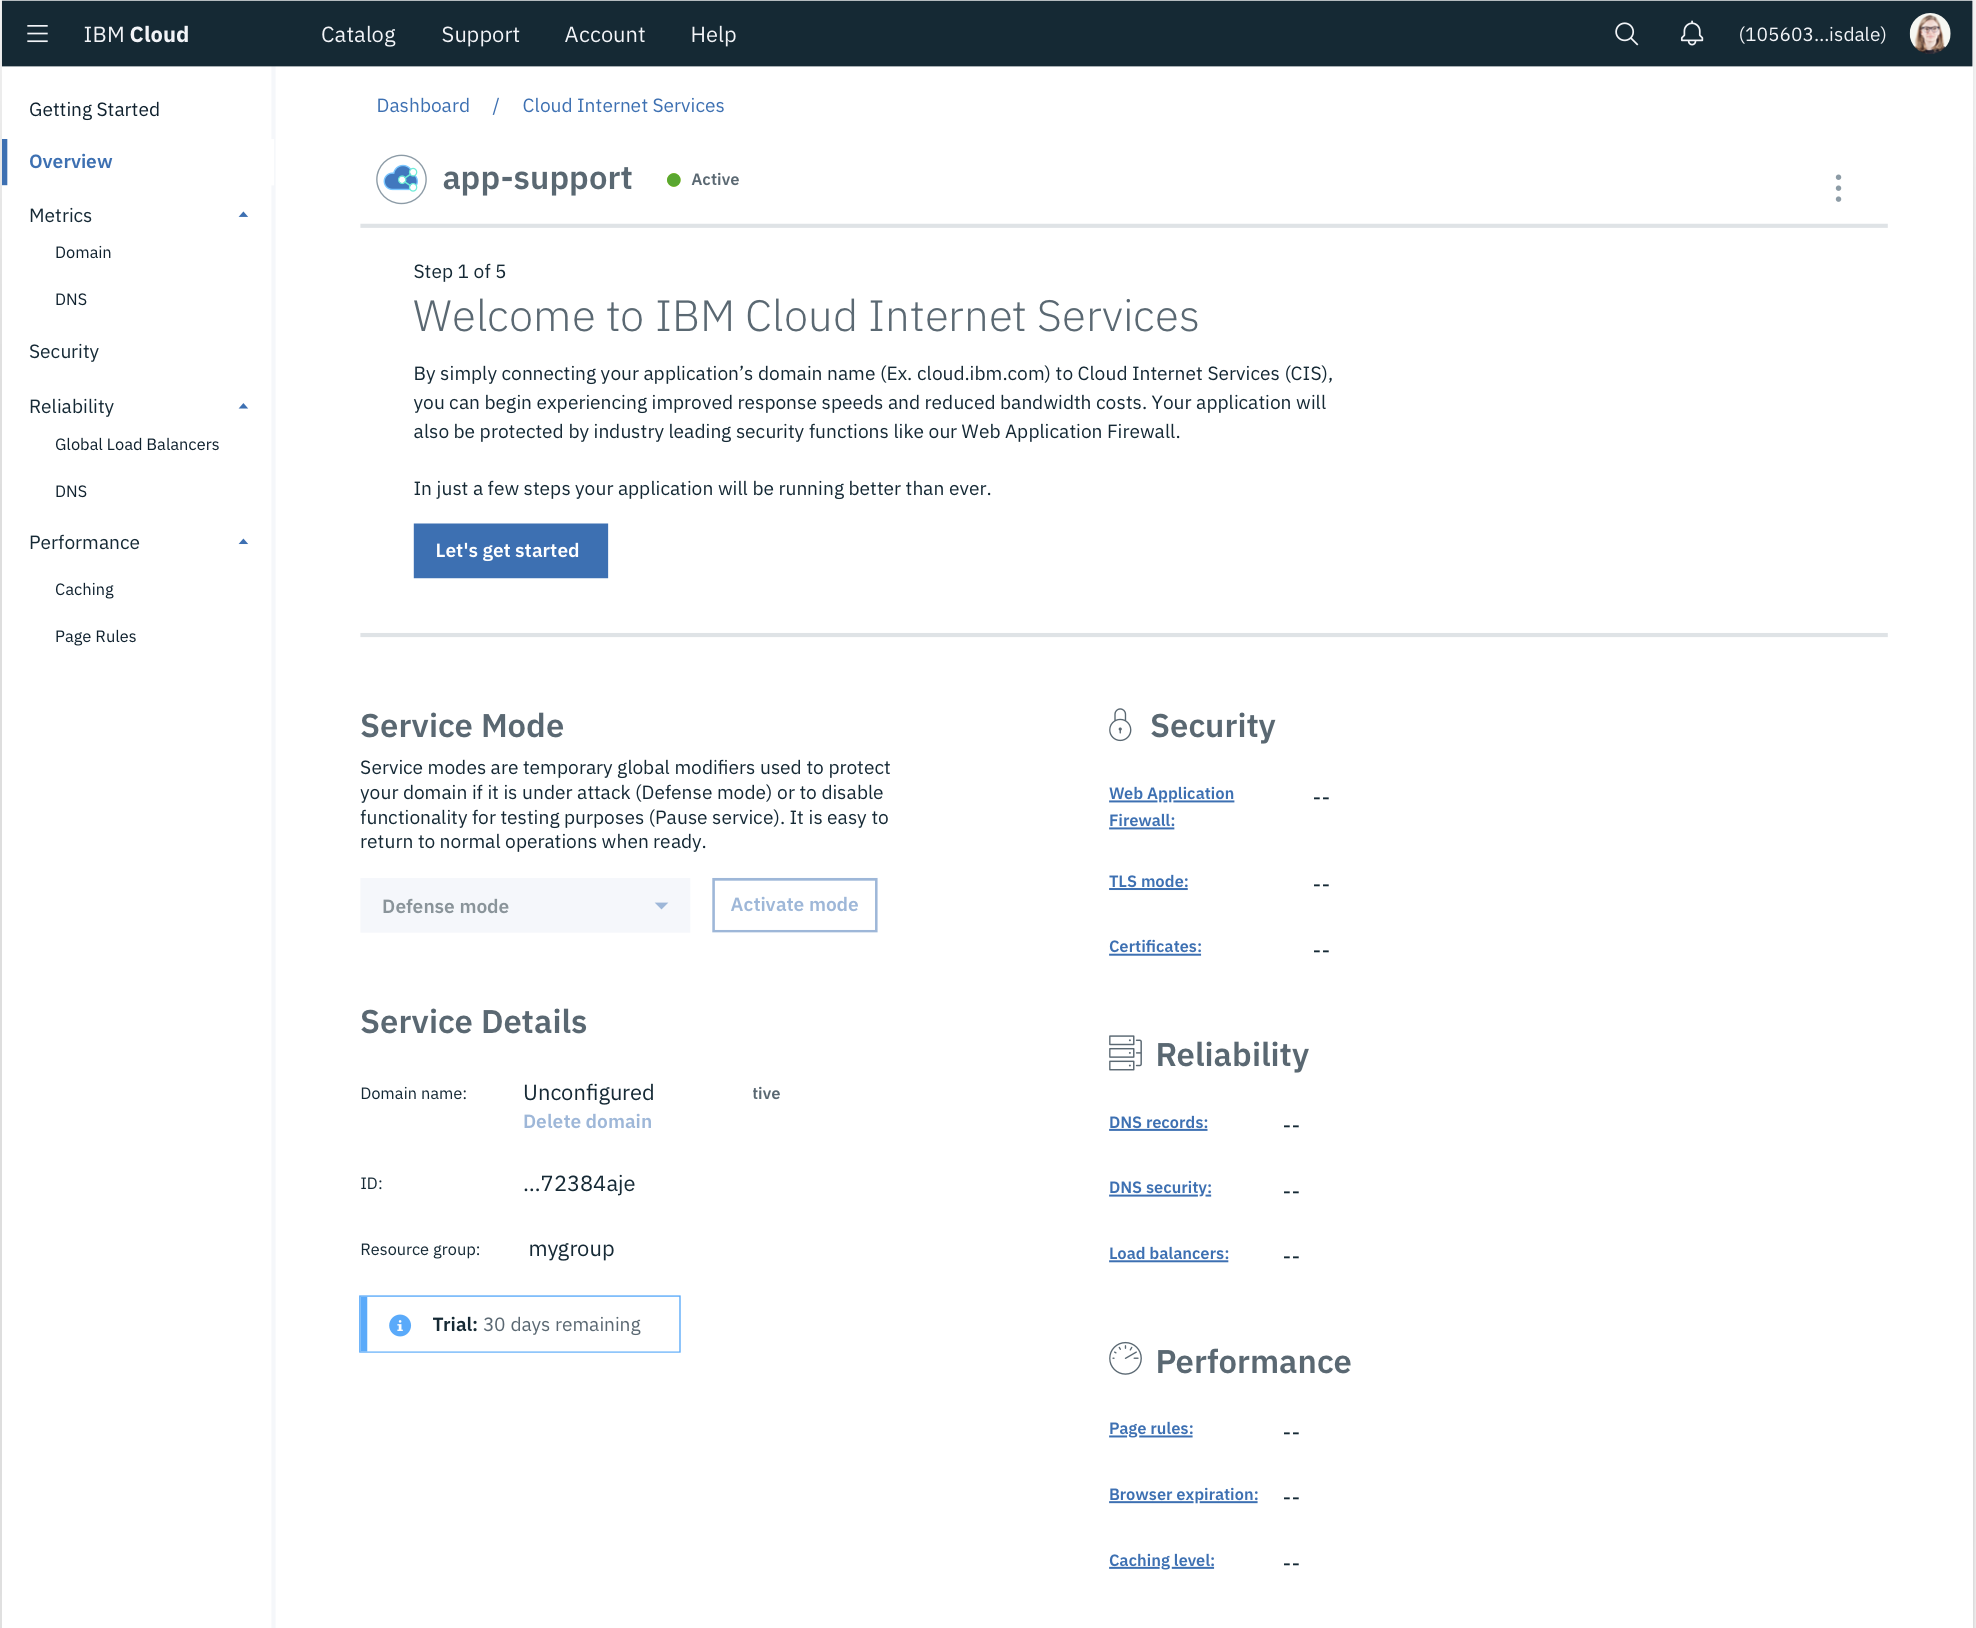 IBM Cloud Catalog Support Account Help (105603...isdale)
Getting Started
Overview
Metrics
Domain
DNS
Security
Reliability
Global Load Balancers
DNS
Performance
Caching
Page Rules
Dashboard / Cloud Internet Services
app-support Active
Step 1 of 5
Welcome to IBM Cloud Internet Services
By simply connecting your application’s domain name (Ex. cloud.ibm.com) to Cloud Internet Services (CIS),
you can begin experiencing improved response speeds and reduced bandwidth costs. Your application will
also be protected by industry leading security functions like our Web Application Firewall.
In just a few steps your application will be running better than ever.
Let's get started
Service Mode
Service modes are temporary global modifiers used to protect
your domain if it is under attack (Defense mode) or to disable
functionality for testing purposes (Pause service). It is easy to
return to normal operations when ready.
Defense mode Activate mode
Service Details
Domain name: Unconfigured tive
Delete domain
ID: ...72384aje
Resource group: mygroup
Trial: 30 days remaining
Security
Web Application --
Firewall:
TLS mode: --
Certificates: --
Reliability
DNS records: --
DNS security: --
Load balancers: --
Performance
Page rules: --
Browser expiration: --
Caching level: --